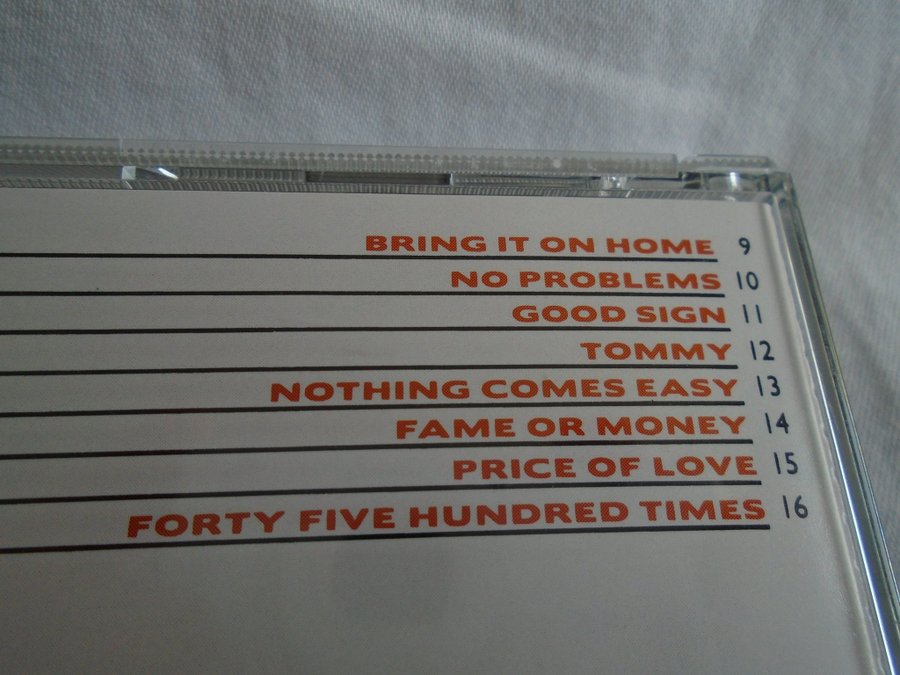 BRING IT ON HOME 9
NO PROBLEMS 10
GOOD SIGN 11
TOMMY 12
NOTHING COMES EASY 13
FAME OR MONEY 14
PRICE OF LOVE 15
FORTY FIVE HUNDRED TIMES 16